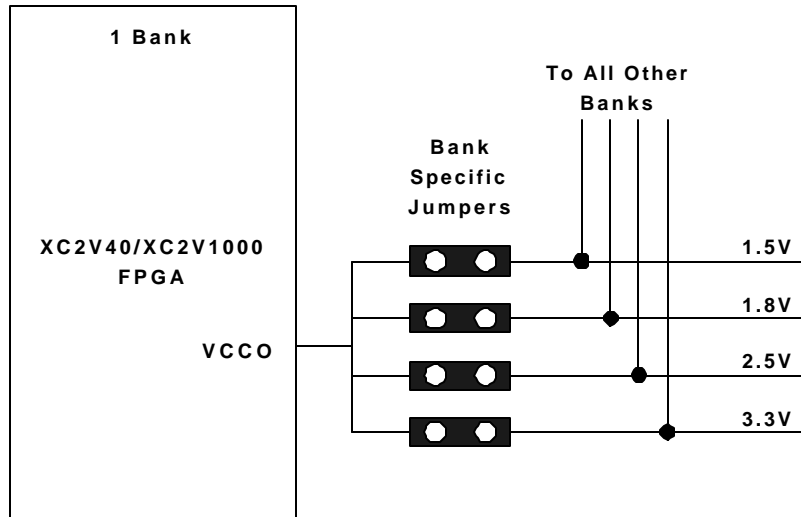 1 Bank
To All Other
Banks
Bank
Specific
Jumpers
XC2V40/XC2V1000
FPGA
VCCO
1.5V
1.8V
2.5V
3.3V